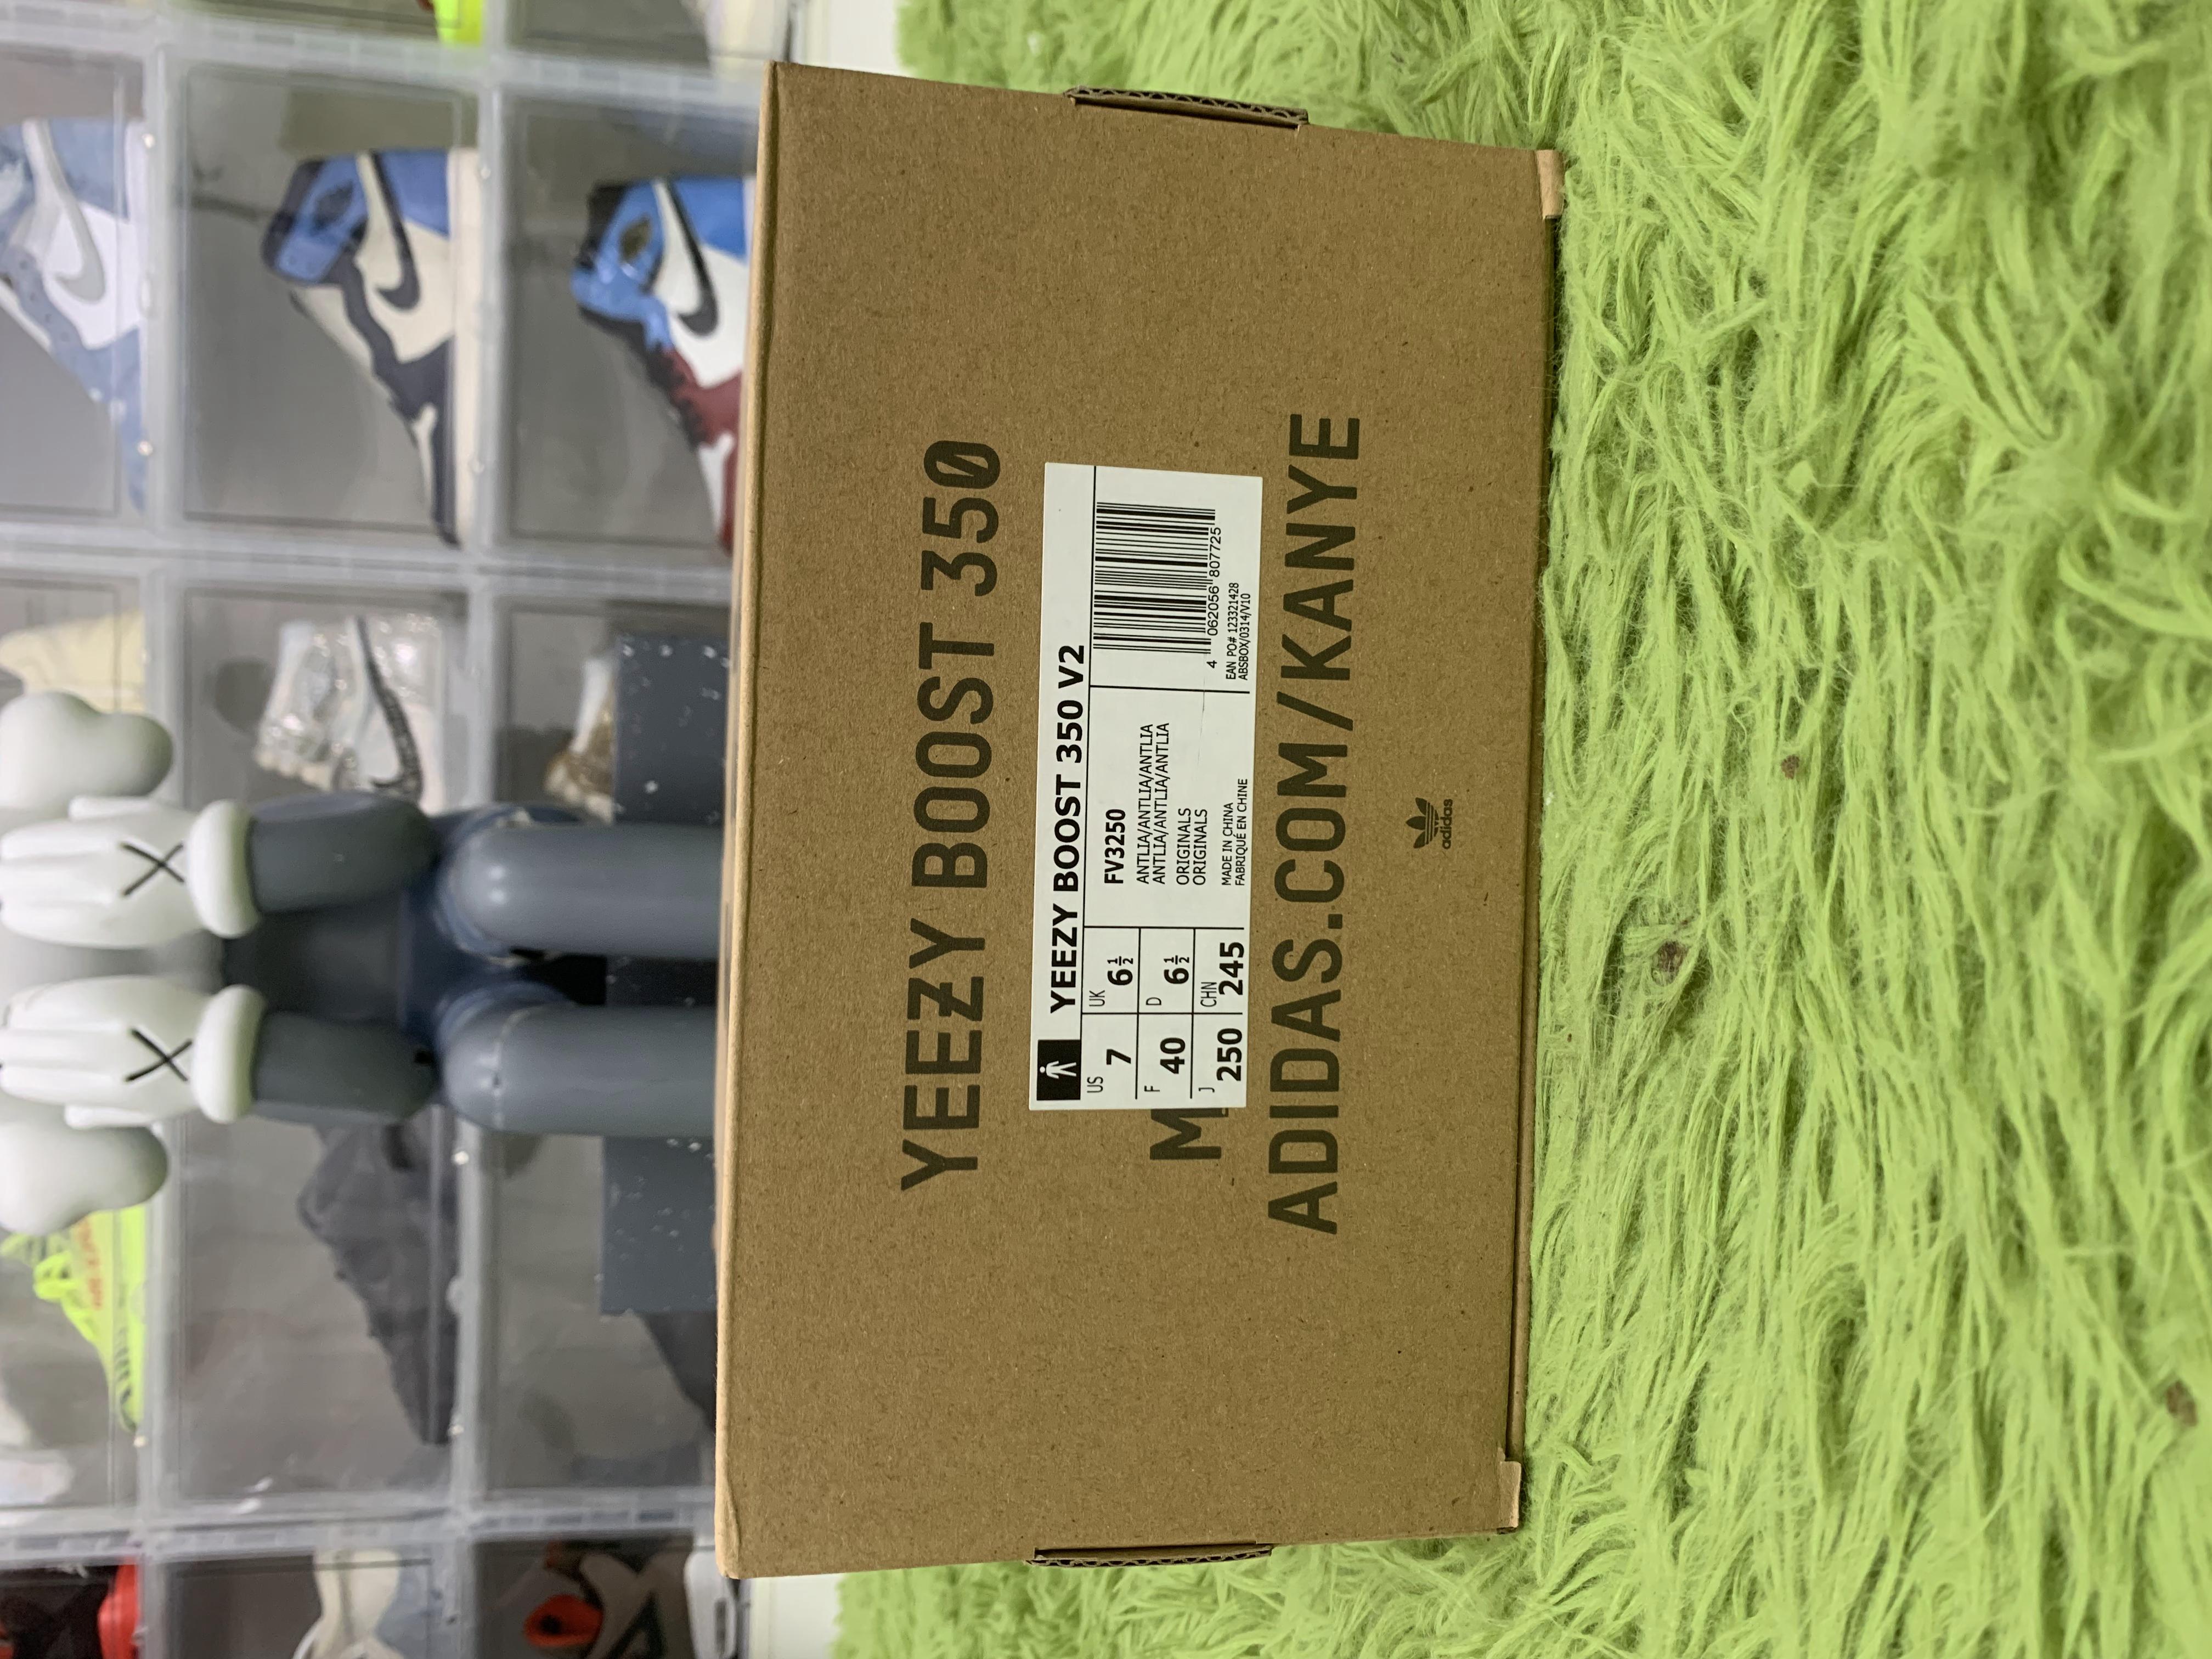 YEEZY BOOST 350
YEEZY BOOST 350 V2
US 7
UK 6½
F 40
D 6½
J 250
CHN 245
FV3250
ANTLIA/ANTLIA/ANTLIA
ANTLIA/ANTLIA/ANTLIA
ORIGINALS
ORIGINALS
MADE IN CHINA
FABRIQUÉ EN CHINE
4 062056 807725
EAN PO# 123321428
ABSBOX/0314/V10
M
ADIDAS.COM/KANYE
adidas